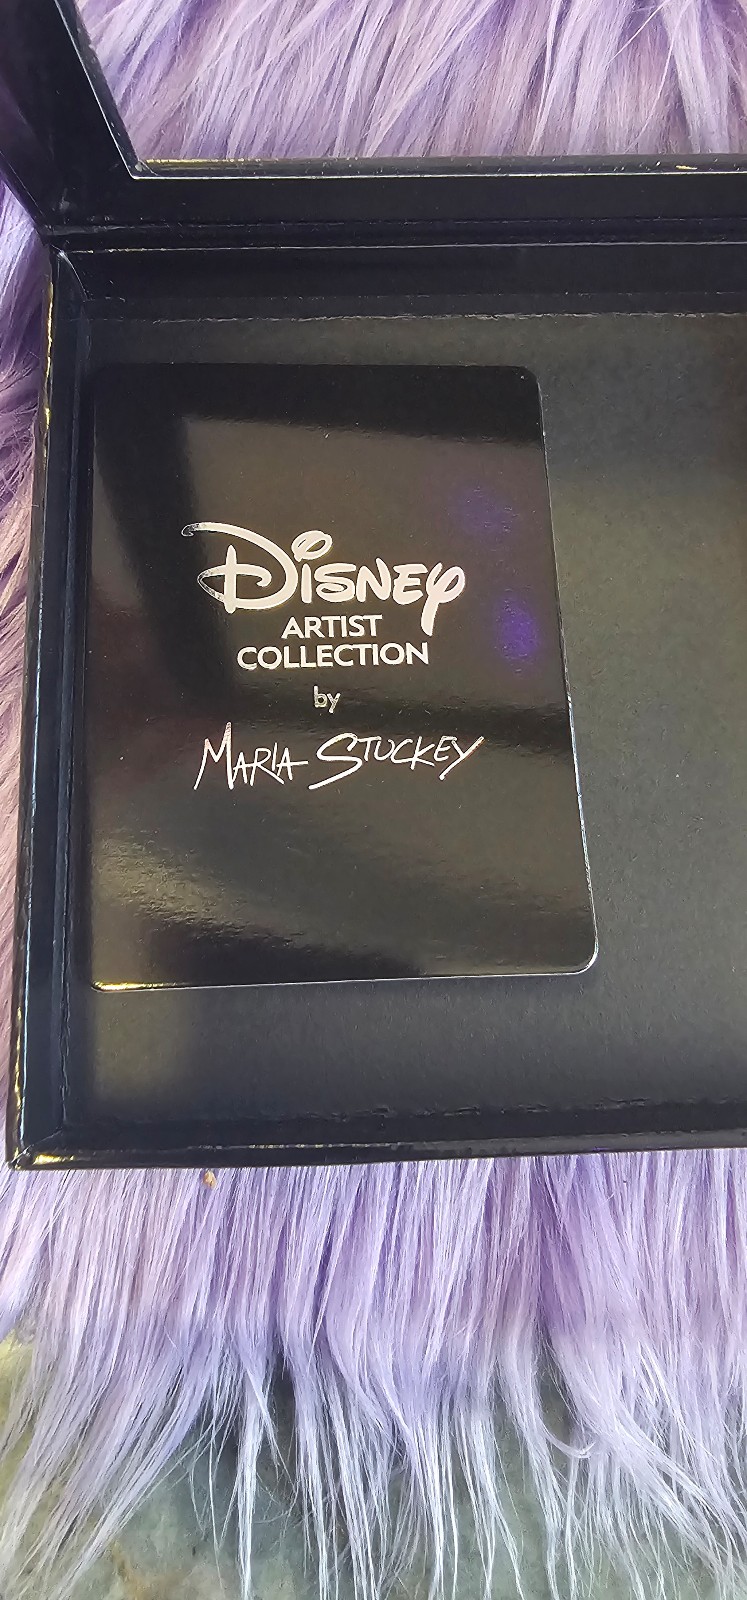 Disney
ARTIST
COLLECTION
by
MARIA STUCKEY